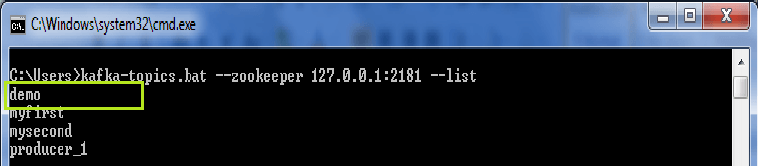 C:\Windows\system32\cmd.exe
C:\Users>kafka-topics.bat --zookeeper 127.0.0.1:2181 --list
demo
myfirst
mysecond
producer_1